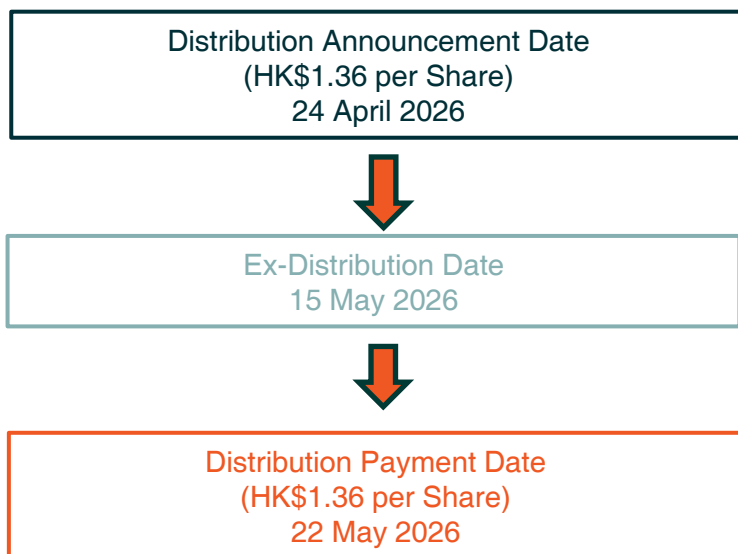 Distribution Announcement Date
(HK$1.36 per Share)
24 April 2026
Ex-Distribution Date
15 May 2026
Distribution Payment Date
(HK$1.36 per Share)
22 May 2026